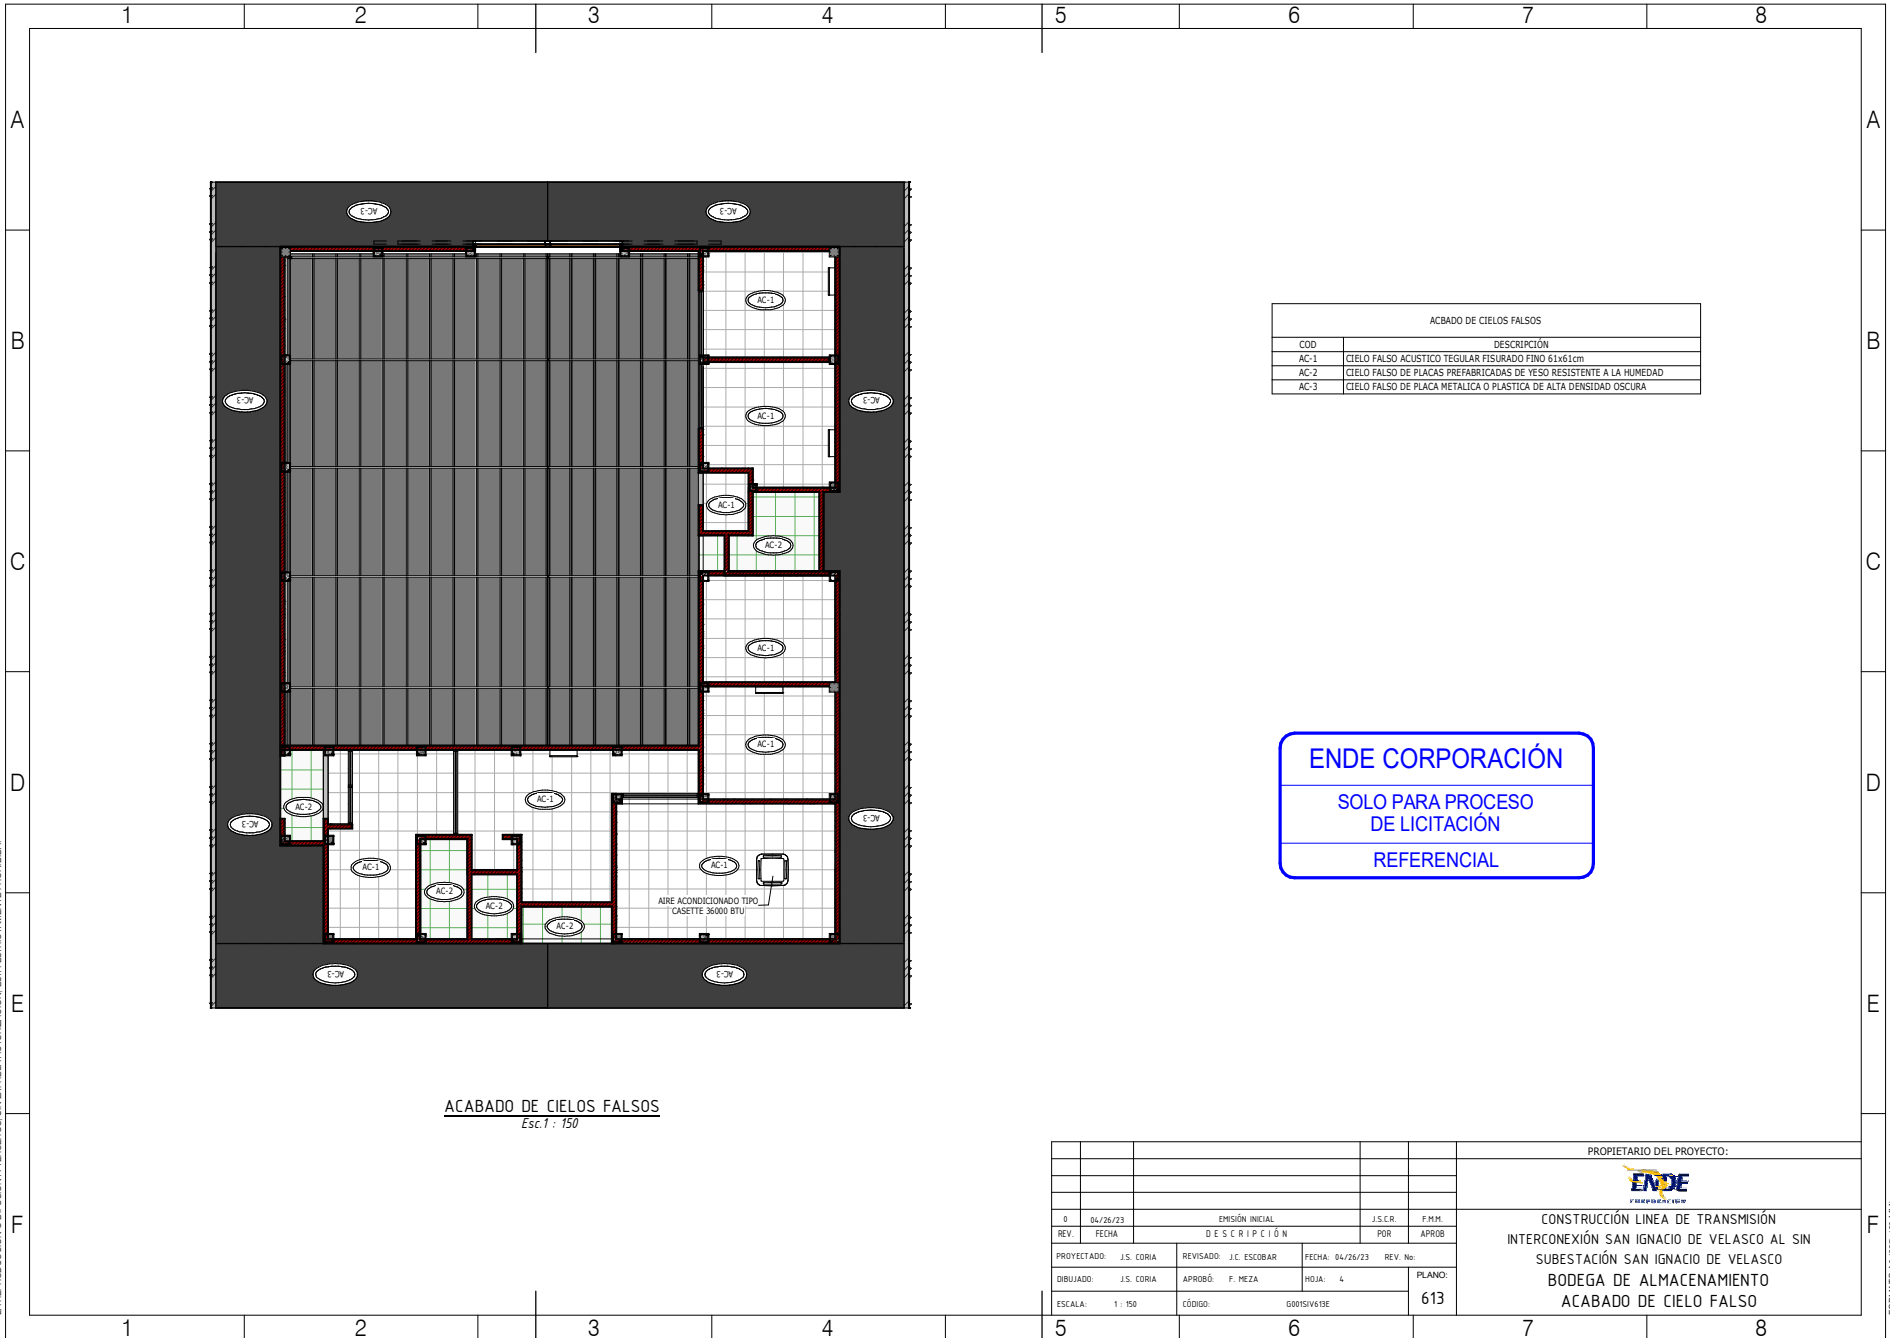 1 2 3 4 5 6 7 8
A A
B B
C C
D D
E E
F F
AC-3 AC-3
AC-1
AC-3 AC-3
AC-1
AC-1
AC-2
AC-1
AC-1
AC-3 AC-2 AC-1 AC-3
AC-1 AC-1
AC-2
AC-2
AC-2
AIRE ACONDICIONADO TIPO
CASETTE 36000 BTU
AC-3 AC-3
ACABADO DE CIELOS FALSOS
Esc.1 : 150
ACBADO DE CIELOS FALSOS
COD DESCRIPCIÓN
AC-1 CIELO FALSO ACUSTICO TEGULAR FISURADO FINO 61x61cm
AC-2 CIELO FALSO DE PLACAS PREFABRICADAS DE YESO RESISTENTE A LA HUMEDAD
AC-3 CIELO FALSO DE PLACA METALICA O PLASTICA DE ALTA DENSIDAD OSCURA
ENDE CORPORACIÓN
SOLO PARA PROCESO
DE LICITACIÓN
REFERENCIAL
0 04/26/23 EMISIÓN INICIAL J.S.C.R. F.M.M.
REV. FECHA DESCRIPCIÓN POR APROB
PROYECTADO: J.S. CORIA REVISADO: J.C. ESCOBAR FECHA: 04/26/23 REV. No:
DIBUJADO: J.S. CORIA APROBÓ: F. MEZA HOJA: 4 PLANO:
613
ESCALA: 1 : 150 CÓDIGO: G001SIV613E
PROPIETARIO DEL PROYECTO:
ENDE
CORPORACIÓN
CONSTRUCCIÓN LINEA DE TRANSMISIÓN
INTERCONEXIÓN SAN IGNACIO DE VELASCO AL SIN
SUBESTACIÓN SAN IGNACIO DE VELASCO
BODEGA DE ALMACENAMIENTO
ACABADO DE CIELO FALSO
1 2 3 4 5 6 7 8